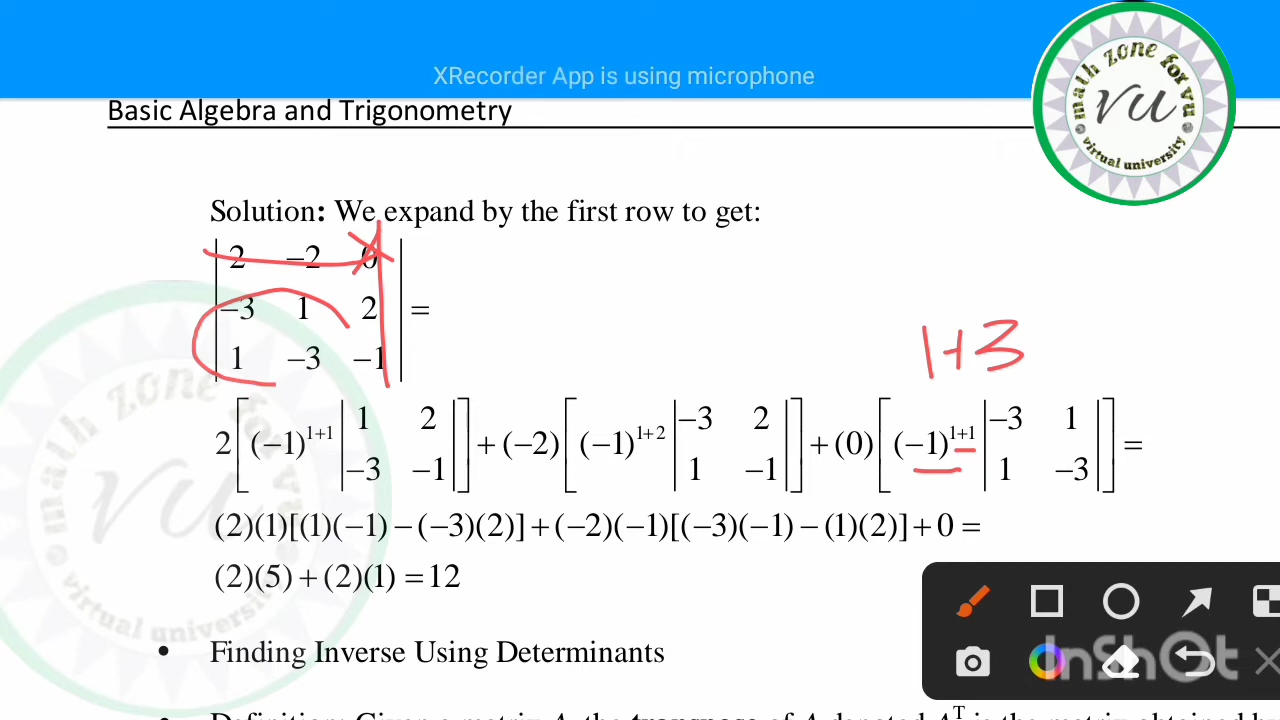 XRecorder App is using microphone
math zone for vu
vu
virtual university
Basic Algebra and Trigonometry
Solution: We expand by the first row to get:
| 2 −2 0 |
| −3 1 2 | =
| 1 −3 −1 |
1+3
2[(−1)^{1+1} |1 2; −3 −1|] + (−2)[(−1)^{1+2} |−3 2; 1 −1|] + (0)[(−1)^{1+1} |−3 1; 1 −3|] =
(2)(1)[(1)(−1) − (−3)(2)] + (−2)(−1)[(−3)(−1) − (1)(2)] + 0 =
(2)(5) + (2)(1) = 12
• Finding Inverse Using Determinants
InShOt